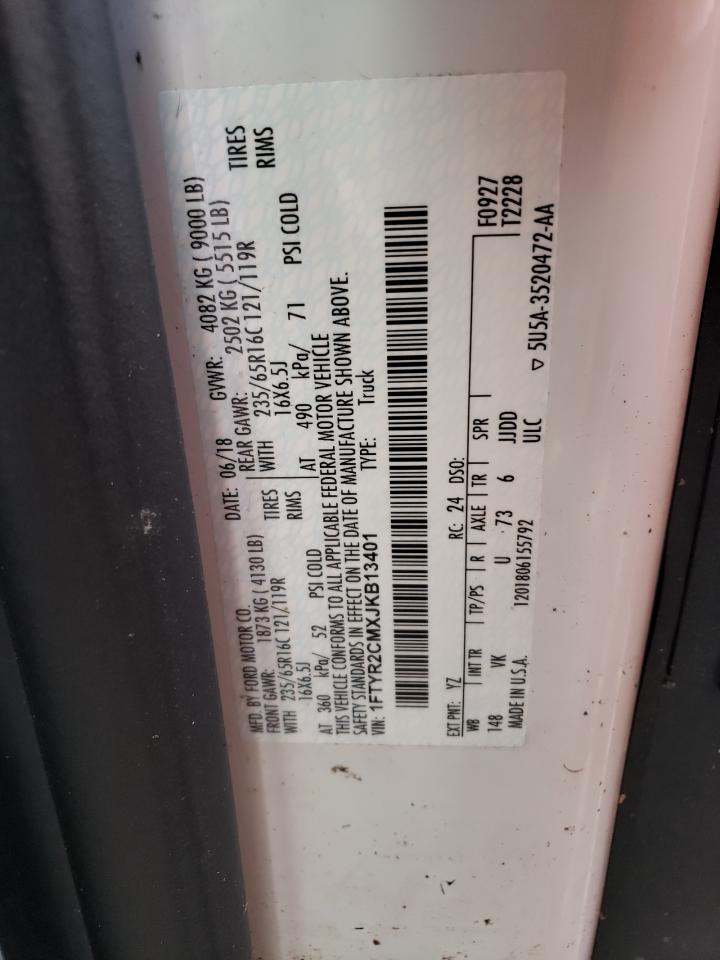 MFD. BY FORD MOTOR CO. DATE: 06/18 GVWR: 4082 KG ( 9000 LB)
FRONT GAWR: 1873 KG ( 4130 LB) REAR GAWR: 2502 KG ( 5515 LB)
WITH 235/65R16C 121/119R TIRES WITH 235/65R16C 121/119R TIRES
16X6.5J RIMS 16X6.5J RIMS
AT 360 kPa/ 52 PSI COLD AT 490 kPa/ 71 PSI COLD
THIS VEHICLE CONFORMS TO ALL APPLICABLE FEDERAL MOTOR VEHICLE
SAFETY STANDARDS IN EFFECT ON THE DATE OF MANUFACTURE SHOWN ABOVE.
VIN: 1FTYR2CMXJKB13401 TYPE: Truck
EXT PNT: YZ RC: 24 DSO:
WB INT TR TP/PS R AXLE TR SPR F0927
148 VK U 73 6 JJDD T2228
MADE IN U.S.A. 1201806155792 ULC
▽ 5U5A-3520472-AA